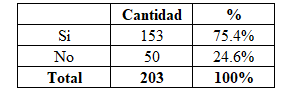 Cantidad %
Si 153 75.4%
No 50 24.6%
Total 203 100%